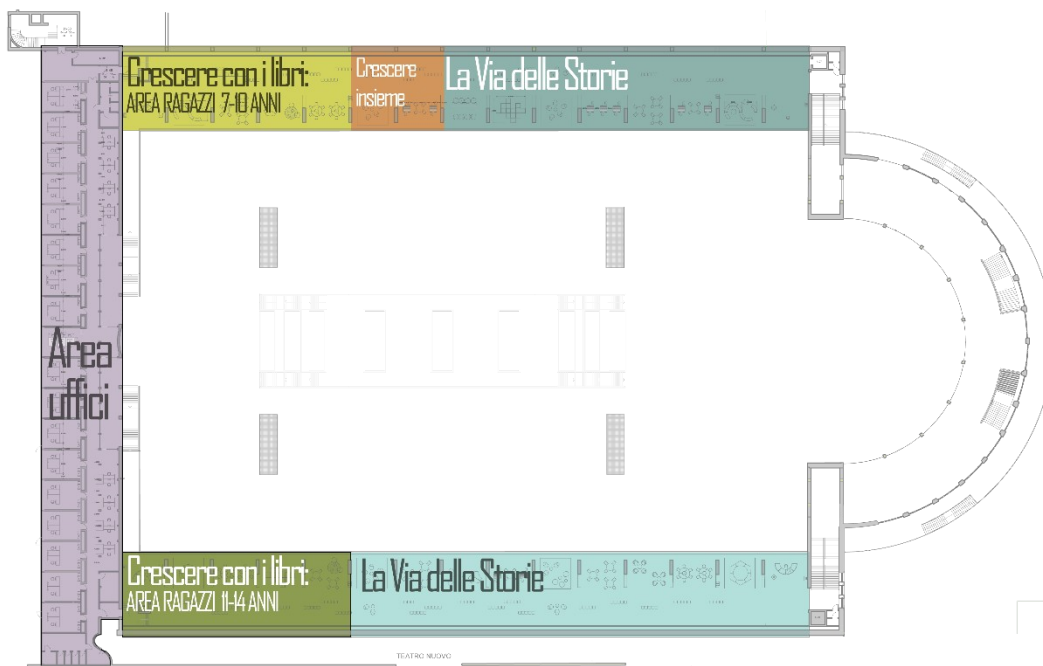 Crescere con i libri:
AREA RAGAZZI 7-10 ANNI
Crescere
insieme
La Via delle Storie
Area
uffici
Crescere con i libri:
AREA RAGAZZI 11-14 ANNI
La Via delle Storie
TEATRO NUOVO